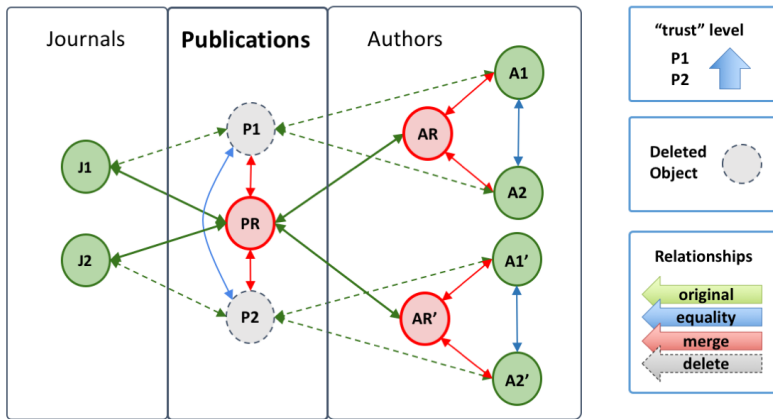 Journals
Publications
Authors
J1
J2
P1
PR
P2
AR
AR’
A1
A2
A1’
A2’
“trust” level
P1
P2
Deleted
Object
Relationships
original
equality
merge
delete